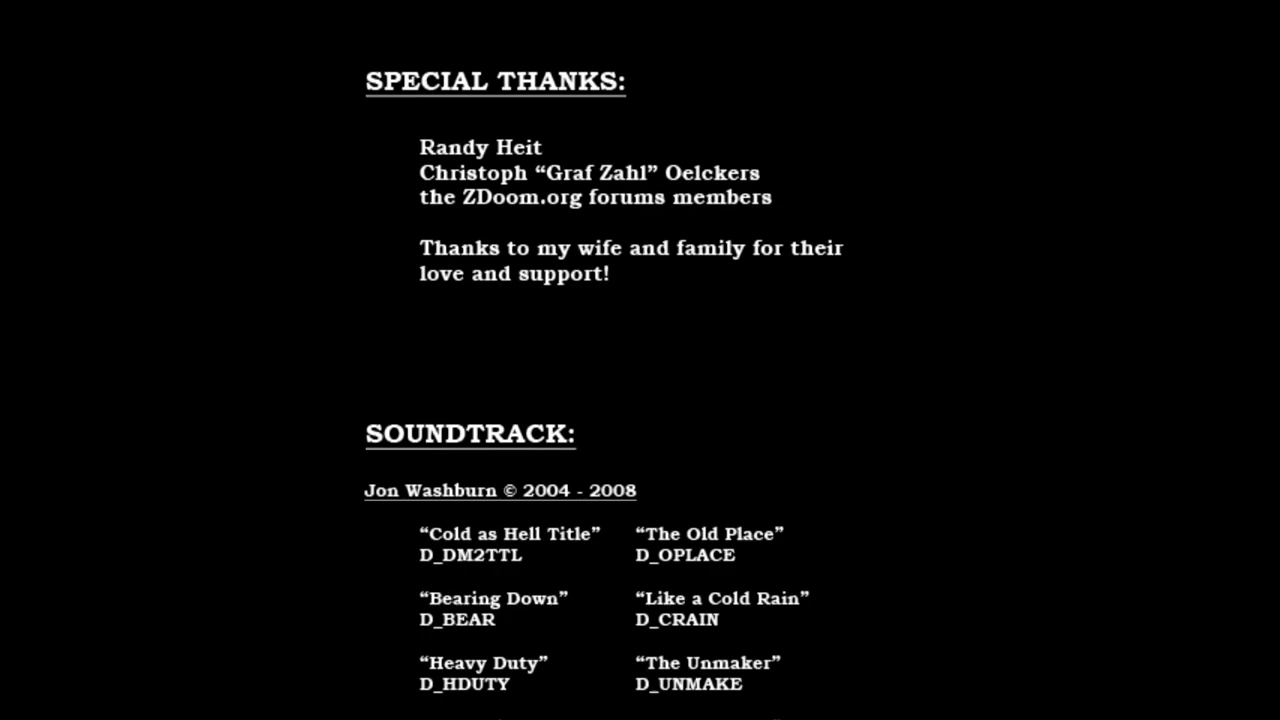 SPECIAL THANKS:
Randy Heit
Christoph “Graf Zahl” Oelckers
the ZDoom.org forums members
Thanks to my wife and family for their
love and support!
SOUNDTRACK:
Jon Washburn © 2004 - 2008
“Cold as Hell Title” “The Old Place”
D_DM2TTL D_OPLACE
“Bearing Down” “Like a Cold Rain”
D_BEAR D_CRAIN
“Heavy Duty” “The Unmaker”
D_HDUTY D_UNMAKE